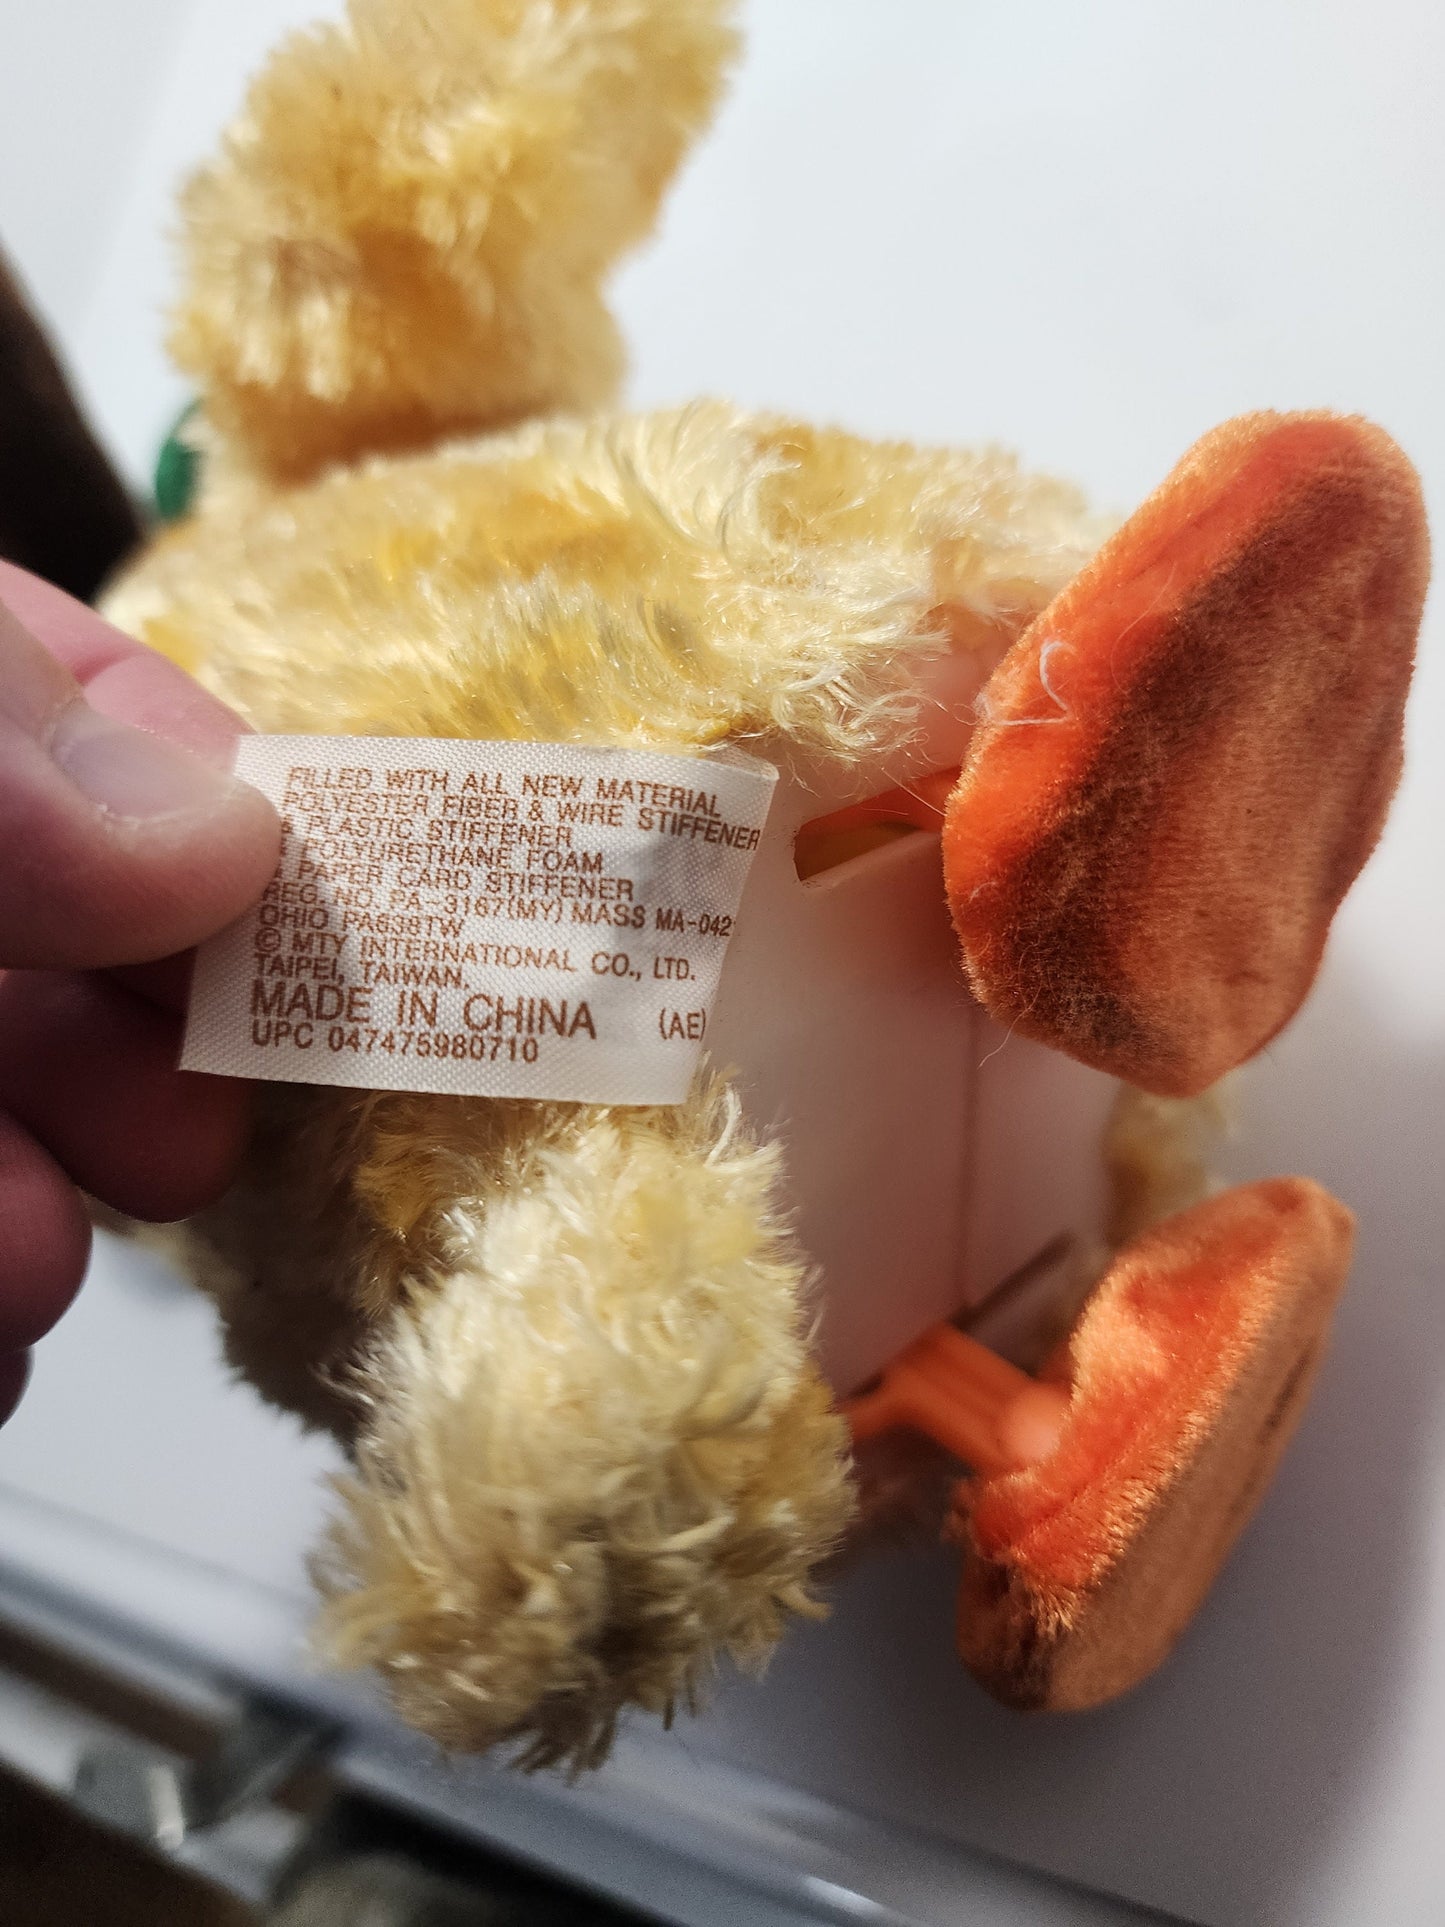 FILLED WITH ALL NEW MATERIAL
POLYESTER FIBER & WIRE STIFFENER
& PLASTIC STIFFENER
POLYURETHANE FOAM
PAPER CARD STIFFENER
REG. NO. PA-3167(MY) MASS MA-042
OHIO PA638TW
© MTY INTERNATIONAL CO., LTD.
TAIPEI, TAIWAN.
MADE IN CHINA (AE)
UPC 047475980710